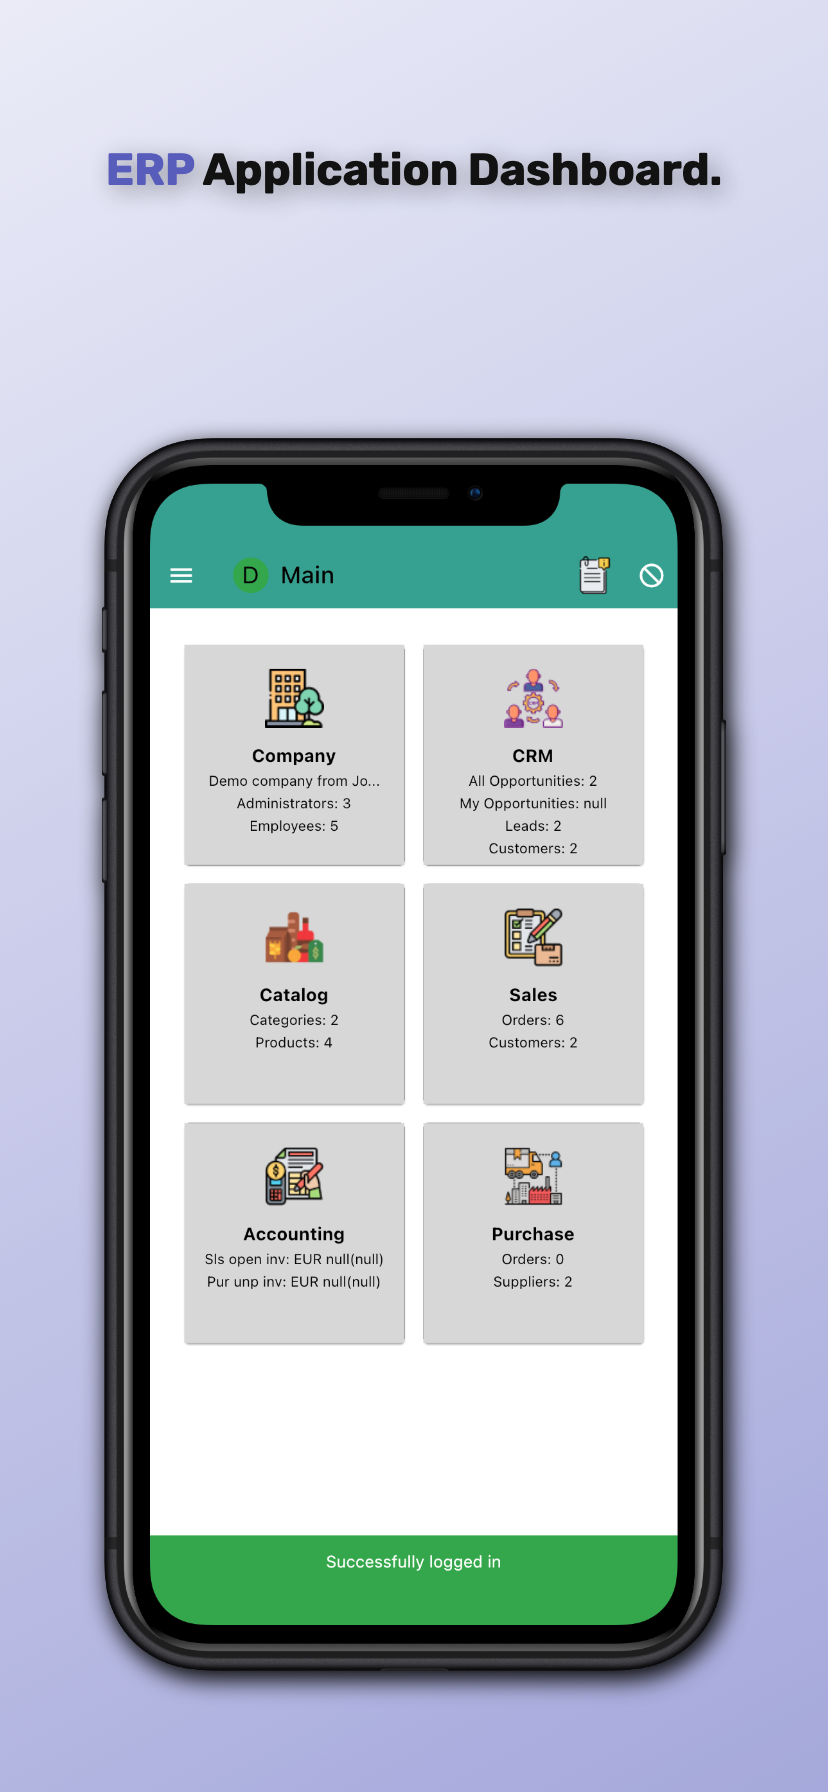 ERP Application Dashboard.
D Main
Company
Demo company from Jo...
Administrators: 3
Employees: 5
CRM
All Opportunities: 2
My Opportunities: null
Leads: 2
Customers: 2
Catalog
Categories: 2
Products: 4
Sales
Orders: 6
Customers: 2
Accounting
Sls open inv: EUR null(null)
Pur unp inv: EUR null(null)
Purchase
Orders: 0
Suppliers: 2
Successfully logged in